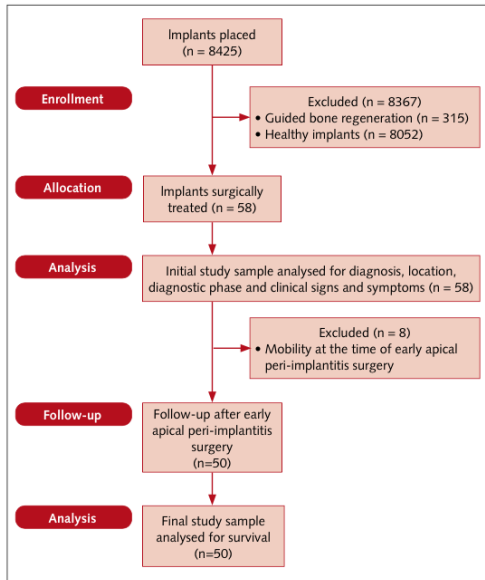 Implants placed
(n = 8425)
Enrollment
Excluded (n = 8367)
• Guided bone regeneration (n = 315)
• Healthy implants (n = 8052)
Allocation
Implants surgically
treated (n = 58)
Analysis
Initial study sample analysed for diagnosis, location,
diagnostic phase and clinical signs and symptoms (n = 58)
Excluded (n = 8)
• Mobility at the time of early apical
peri-implantitis surgery
Follow-up
Follow-up after early
apical peri-implantitis
surgery
(n=50)
Analysis
Final study sample
analysed for survival
(n=50)